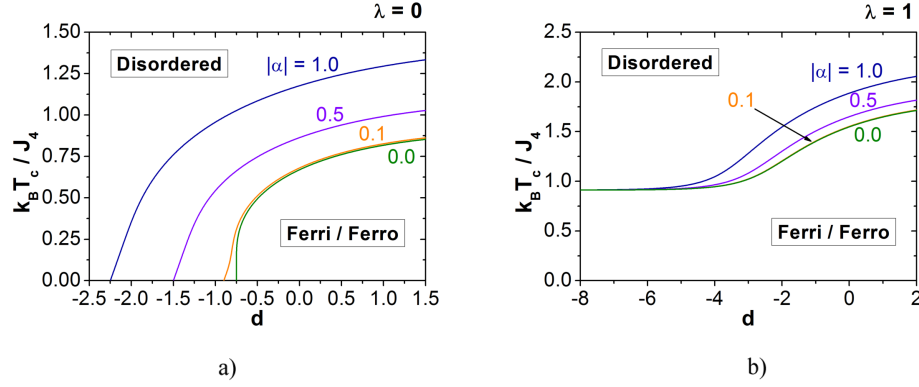 λ = 0
1.50
1.25
1.00
0.75
0.50
0.25
0.00
k_B T_c / J_4
Disordered
|α| = 1.0
0.5
0.1
0.0
Ferri / Ferro
-2.5 -2.0 -1.5 -1.0 -0.5 0.0 0.5 1.0 1.5
d
a)
λ = 1
2.5
2.0
1.5
1.0
0.5
0.0
k_B T_c / J_4
Disordered
|α| = 1.0
0.1
0.5
0.0
Ferri / Ferro
-8 -6 -4 -2 0 2
d
b)